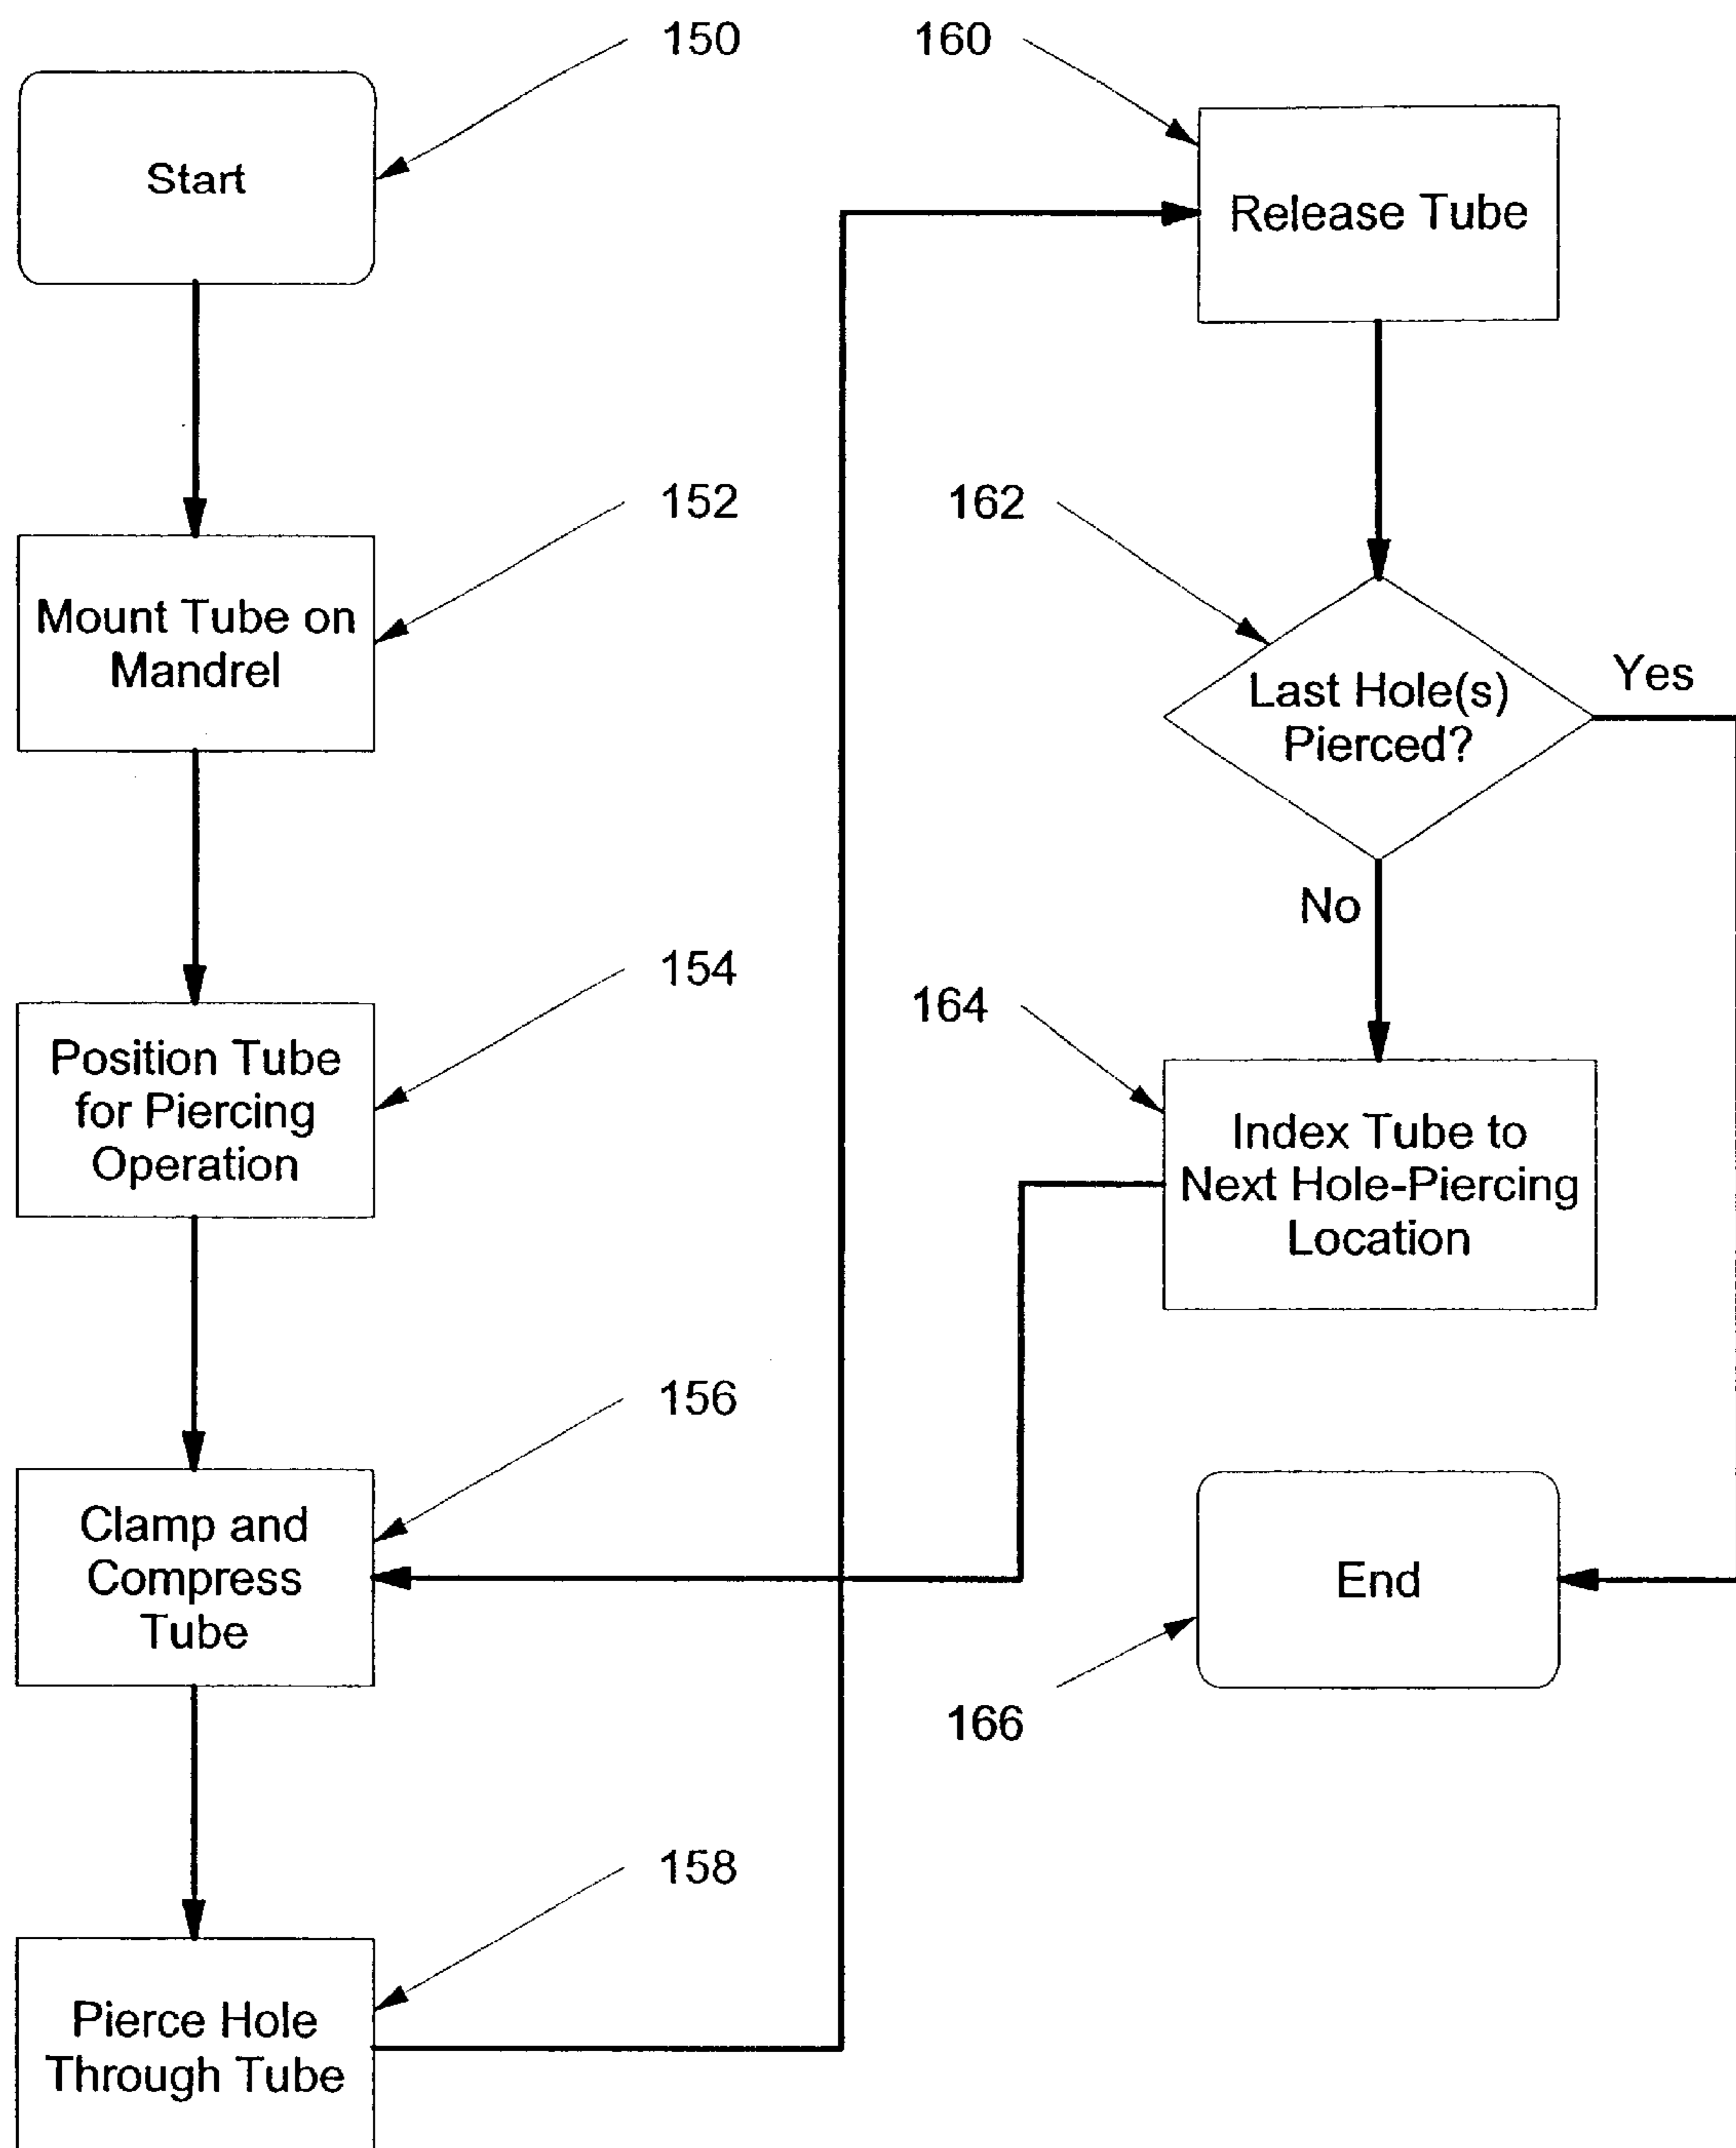 150
Start
152
Mount Tube on
Mandrel
154
Position Tube
for Piercing
Operation
156
Clamp and
Compress
Tube
158
Pierce Hole
Through Tube
160
Release Tube
162
Last Hole(s)
Pierced?
Yes
No
164
Index Tube to
Next Hole-Piercing
Location
End
166